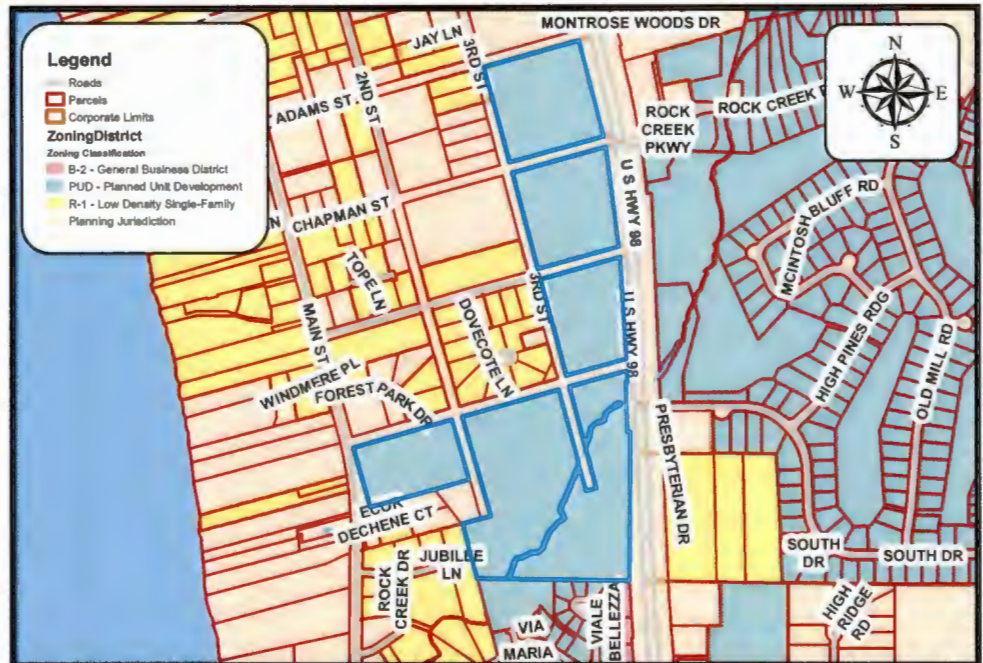 Legend
Roads
Parcels
Corporate Limits
ZoningDistrict
Zoning Classification
B-2 - General Business District
PUD - Planned Unit Development
R-1 - Low Density Single-Family
Planning Jurisdiction
MONTROSE WOODS DR
JAY LN
3RD ST
2ND ST
ADAMS ST
ROCK CREEK
ROCK
CREEK
PKWY
N
W
E
S
CHAPMAN ST
U S HWY 98
MCINTOSH BLUFF RD
TOPE LN
3RD ST
MAIN ST
DOVECOTE LN
U S HWY 98
HIGH PINES RDG
OLD MILL RD
WINDMERE PL
FOREST PARK DR
PRESBYTERIAN DR
ECOR
DECHENE CT
JUBILEE
LN
ROCK
CREEK DR
SOUTH
DR
SOUTH DR
HIGH
RIDGE
RD
VIA
MARIA
VIALE
BELLEZZA